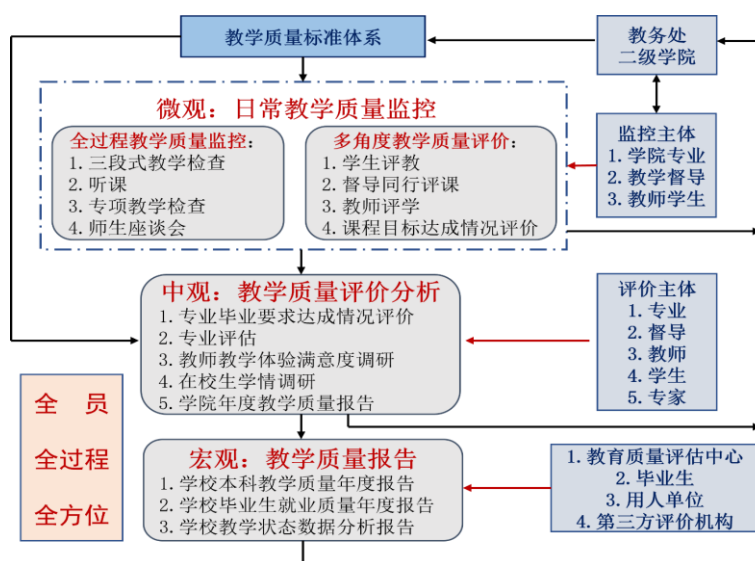 教学质量标准体系
教务处
二级学院
微观：日常教学质量监控
全过程教学质量监控：
1. 三段式教学检查
2. 听课
3. 专项教学检查
4. 师生座谈会
多角度教学质量评价：
1. 学生评教
2. 督导同行评课
3. 教师评学
4. 课程目标达成情况评价
监控主体
1. 学院专业
2. 教学督导
3. 教师学生
中观：教学质量评价分析
1. 专业毕业要求达成情况评价
2. 专业评估
3. 教师教学体验满意度调研
4. 在校生学情调研
5. 学院年度教学质量报告
评价主体
1. 专业
2. 督导
3. 教师
4. 学生
5. 专家
全 员
全过程
全方位
宏观：教学质量报告
1. 学校本科教学质量年度报告
2. 学校毕业生就业质量年度报告
3. 学校教学状态数据分析报告
1. 教育质量评估中心
2. 毕业生
3. 用人单位
4. 第三方评价机构